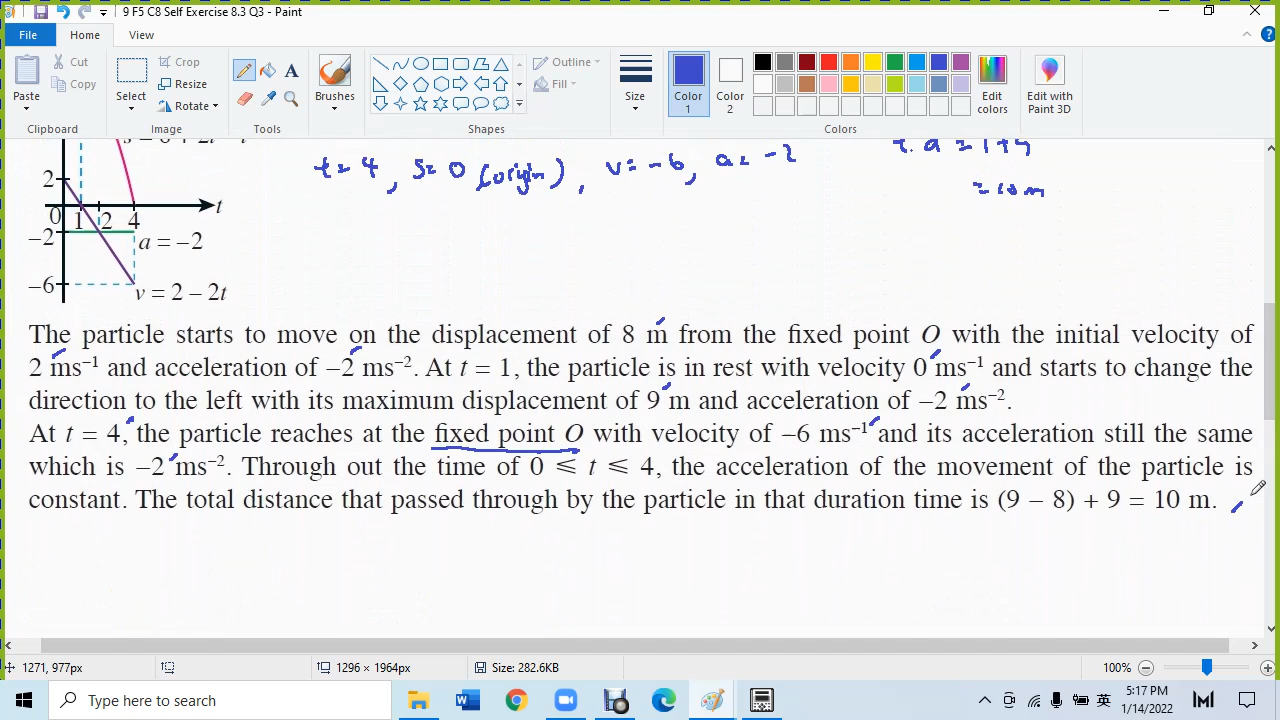 9 F5 C8 Self Exercise 8.3 Q3 - Paint
File Home View
Paste
Cut
Copy
Clipboard
Select
Crop
Resize
Rotate
Image
A
Tools
Brushes
Shapes
Outline
Fill
Size
Color 1
Color 2
Edit colors
Colors
Edit with Paint 3D
t = 4, s = 0 (origin), v = -6, a = -2
= 10 m
2
0 1 2 4 t
-2
a = −2
−6
v = 2 − 2t
The particle starts to move on the displacement of 8 m from the fixed point O with the initial velocity of
2 ms⁻¹ and acceleration of −2 ms⁻². At t = 1, the particle is in rest with velocity 0 ms⁻¹ and starts to change the
direction to the left with its maximum displacement of 9 m and acceleration of −2 ms⁻².
At t = 4, the particle reaches at the fixed point O with velocity of −6 ms⁻¹ and its acceleration still the same
which is −2 ms⁻². Through out the time of 0 ⩽ t ⩽ 4, the acceleration of the movement of the particle is
constant. The total distance that passed through by the particle in that duration time is (9 − 8) + 9 = 10 m.
1271, 977px
1296 × 1964px
Size: 282.6KB
100%
Type here to search
英
5:17 PM
1/14/2022